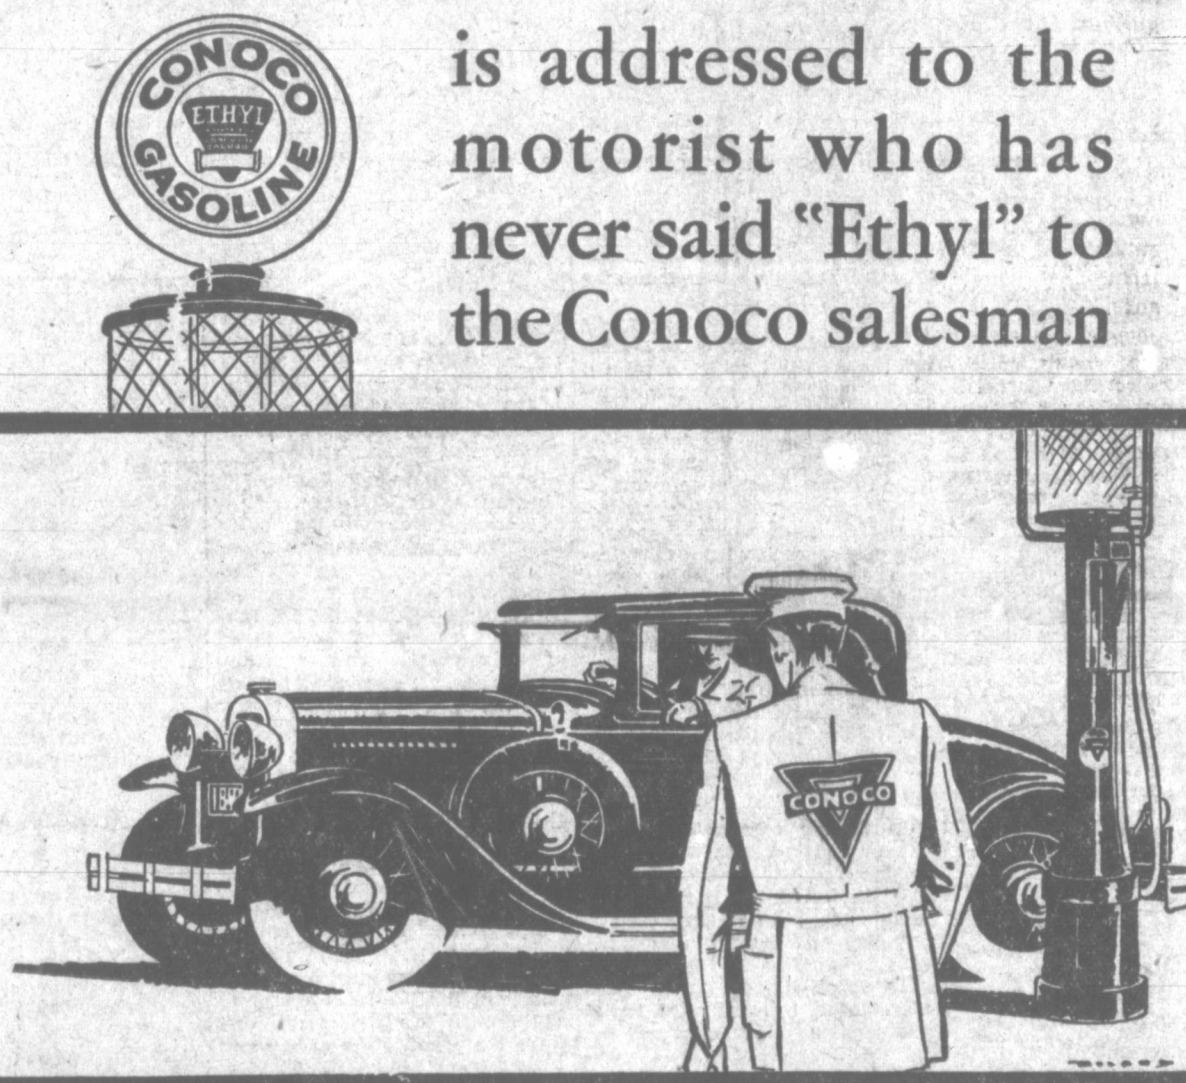 CONOCO
ETHYL
GASOLINE
is addressed to the
motorist who has
never said “Ethyl” to
the Conoco salesman
CONOCO